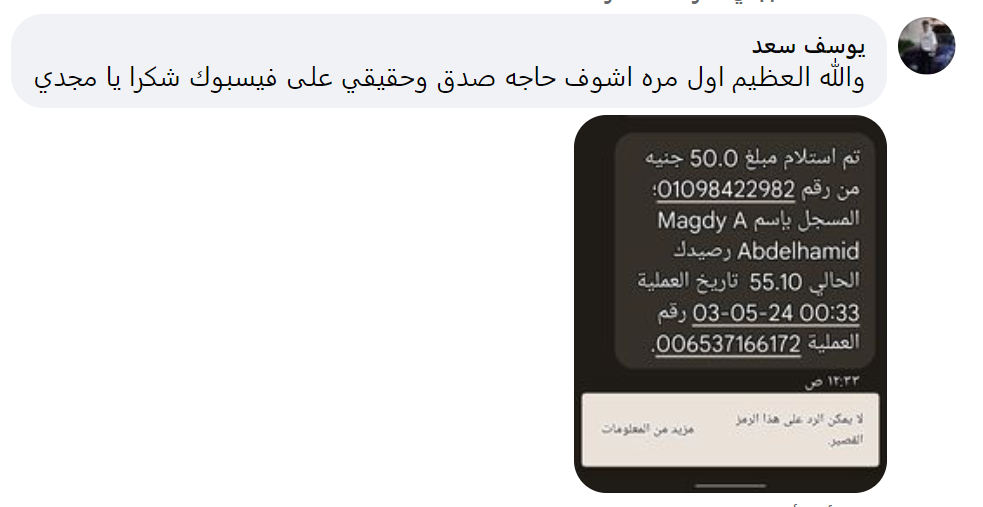 يوسف سعد
والله العظيم اول مره اشوف حاجه صدق وحقيقي على فيسبوك شكرا يا مجدي
تم استلام مبلغ 50.0 جنيه
من رقم 01098422982؛
المسجل بإسم Magdy A
Abdelhamid رصيدك
الحالي 55.10 تاريخ العملية
03-05-24 00:33 رقم
العملية 006537166172.
١٢:٣٣ ص
لا يمكن الرد على هذا الرمز
القصير.
مزيد من المعلومات